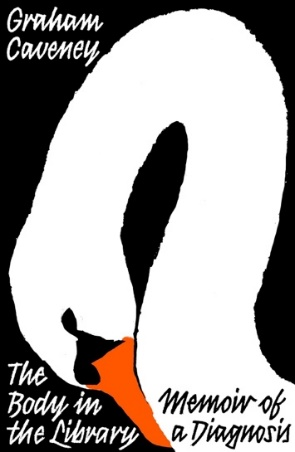 Graham
Caveney
The
Body in
the Library
Memoir of
a Diagnosis